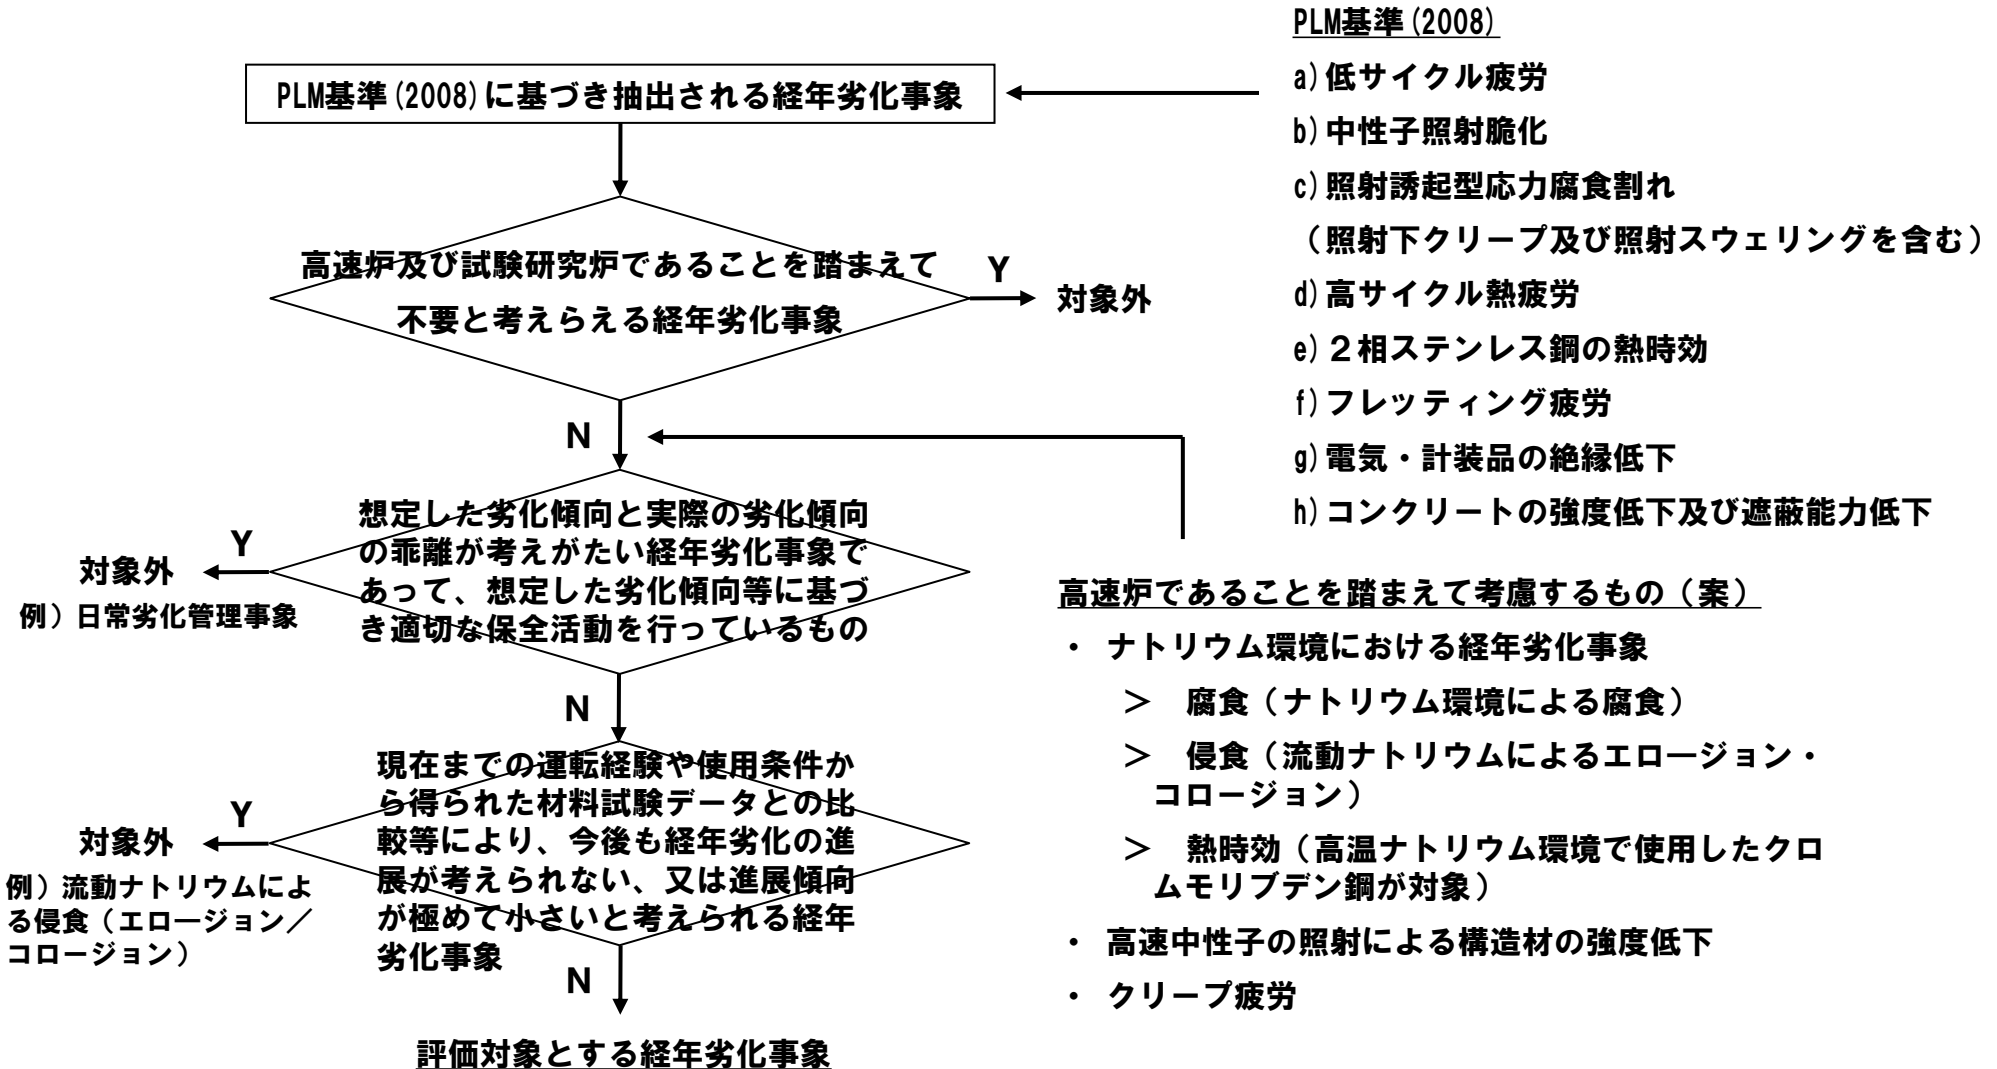 PLM基準(2008)に基づき抽出される経年劣化事象
高速炉及び試験研究炉であることを踏まえて
不要と考えらえる経年劣化事象
Y
対象外
N
想定した劣化傾向と実際の劣化傾向
の乖離が考えがたい経年劣化事象で
あって、想定した劣化傾向等に基づ
き適切な保全活動を行っているもの
Y
対象外
例）日常劣化管理事象
N
現在までの運転経験や使用条件か
ら得られた材料試験データとの比
較等により、今後も経年劣化の進
展が考えられない、又は進展傾向
が極めて小さいと考えられる経年
劣化事象
Y
対象外
例）流動ナトリウムによ
る侵食（エロージョン／
コロージョン）
N
評価対象とする経年劣化事象
PLM基準(2008)
a)低サイクル疲労
b)中性子照射脆化
c)照射誘起型応力腐食割れ
（照射下クリープ及び照射スウェリングを含む）
d)高サイクル熱疲労
e)２相ステンレス鋼の熱時効
f)フレッティング疲労
g)電気・計装品の絶縁低下
h)コンクリートの強度低下及び遮蔽能力低下
高速炉であることを踏まえて考慮するもの（案）
・ ナトリウム環境における経年劣化事象
＞ 腐食（ナトリウム環境による腐食）
＞ 侵食（流動ナトリウムによるエロージョン・
コロージョン）
＞ 熱時効（高温ナトリウム環境で使用したクロ
ムモリブデン鋼が対象）
・ 高速中性子の照射による構造材の強度低下
・ クリープ疲労